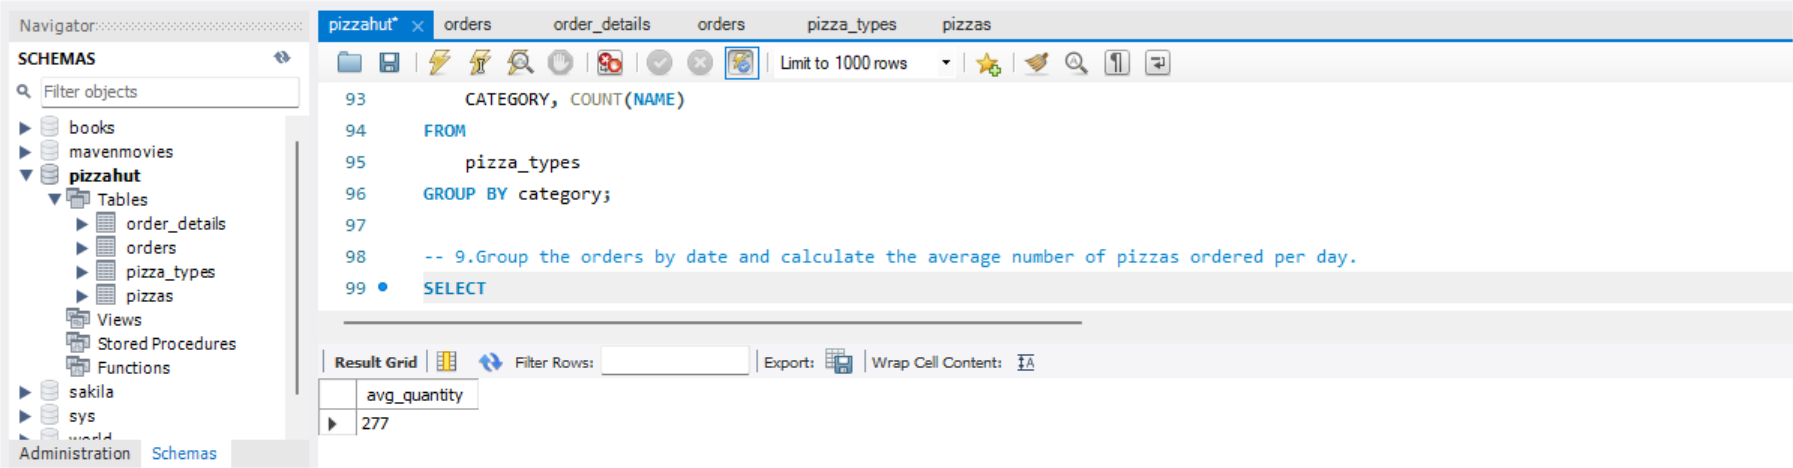 Navigator
SCHEMAS
Filter objects
books
mavenmovies
pizzahut
Tables
order_details
orders
pizza_types
pizzas
Views
Stored Procedures
Functions
sakila
sys
world
Administration Schemas
pizzahut* × orders order_details orders pizza_types pizzas
Limit to 1000 rows
93 CATEGORY, COUNT(NAME)
94 FROM
95 pizza_types
96 GROUP BY category;
97
98 -- 9.Group the orders by date and calculate the average number of pizzas ordered per day.
99 SELECT
Result Grid Filter Rows: Export: Wrap Cell Content:
avg_quantity
277